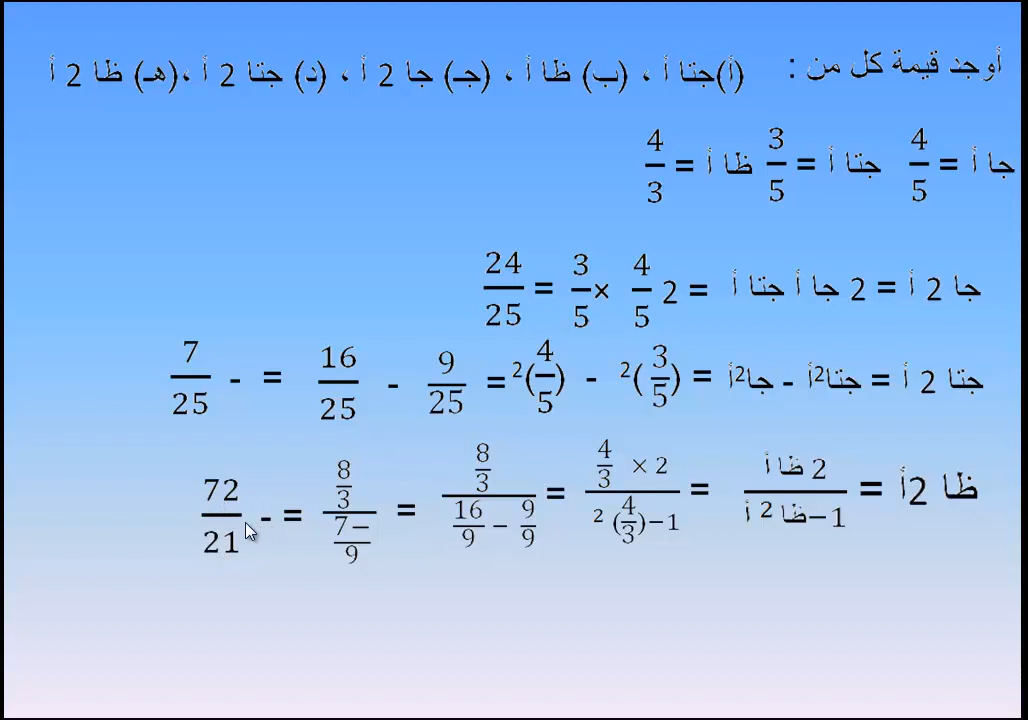 أوجد قيمة كل من : (أ)جتا أ ، (ب) ظا أ ، (جـ) جا 2 أ ، (د) جتا 2 أ ،(هـ) ظا 2 أ
جا أ = 4/5 جتا أ = 3/5 ظا أ = 4/3
جا 2 أ = 2 جا أ جتا أ = 2 4/5 × 3/5 = 24/25
جتا 2 أ = جتا²أ - جا²أ = (3/5)² - (4/5)² = 9/25 - 16/25 = - 7/25
ظا 2أ = 2 ظا أ / 1−ظا 2 أ = 2 × 4/3 / 1−(4/3)² = 8/3 / 9/9 − 16/9 = 8/3 / −7/9 = - 72/21